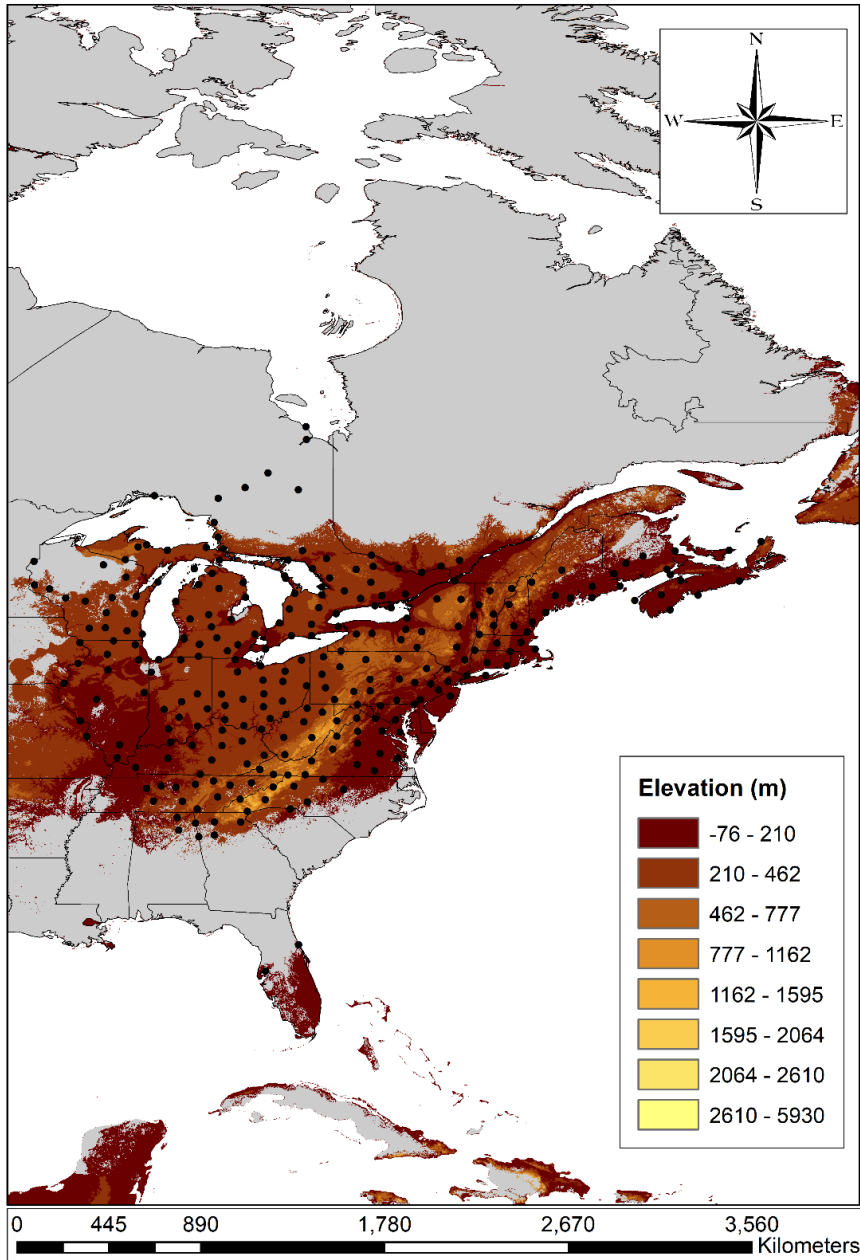 N
W E
S
Elevation (m)
-76 - 210
210 - 462
462 - 777
777 - 1162
1162 - 1595
1595 - 2064
2064 - 2610
2610 - 5930
0 445 890 1,780 2,670 3,560
Kilometers